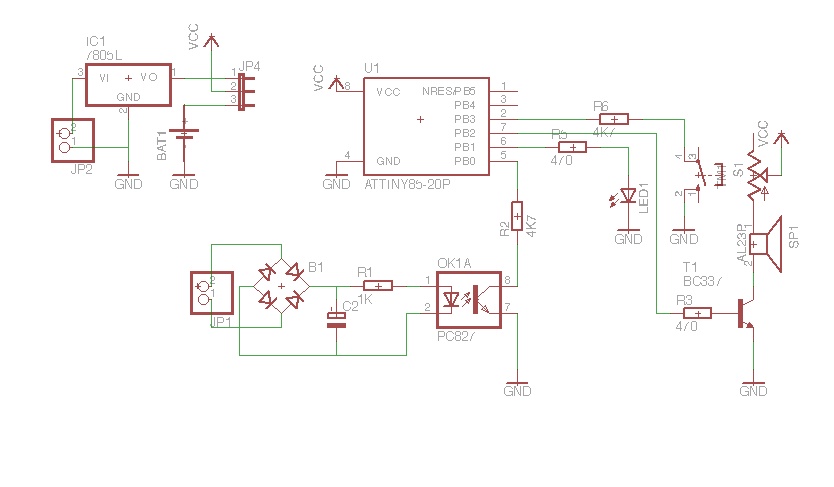 IC1
7805L
3 VI VO 1
GND
2
VCC
JP4
1
2
3
2
1
JP2
GND
BAT1
GND
U1
VCC
8 VCC
4 GND
GND
NRES/PB5 1
PB4 3
PB3 2
PB2 7
PB1 6
PB0 5
ATTINY85-20P
R6
4K7
R5
470
LED1
GND
4 3
2 1
S1
GND
VCC
R2
4K7
AL23P
1
2
SP1
T1
BC337
R3
470
GND
2
1
JP1
B1
R1
1K
C2
OK1A
1
2
8
7
PC827
GND